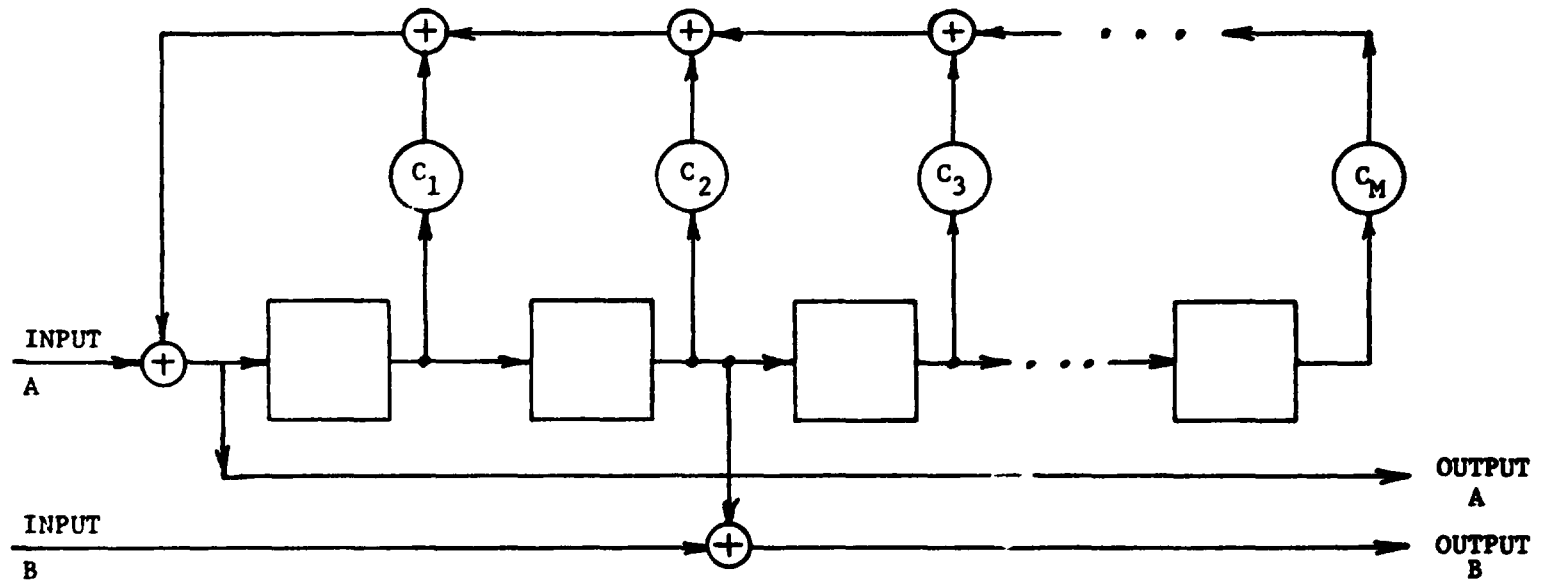 + + + . . .
C1 C2 C3 CM
INPUT
A
+ . . .
OUTPUT
A
INPUT
B
+
OUTPUT
B